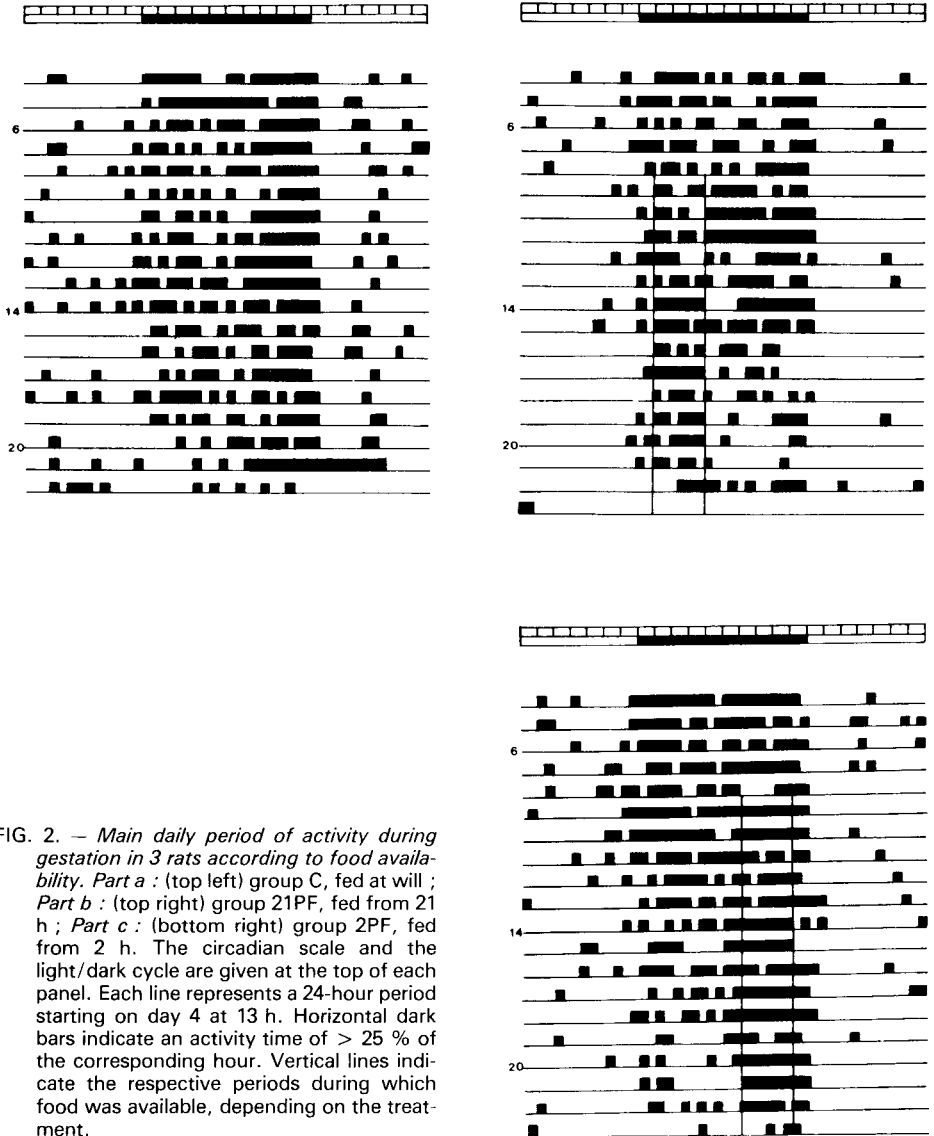 6
14
20
6
14
20
6
14
20
FIG. 2. — Main daily period of activity during
gestation in 3 rats according to food availa-
bility. Part a : (top left) group C, fed at will ;
Part b : (top right) group 21PF, fed from 21
h ; Part c : (bottom right) group 2PF, fed
from 2 h. The circadian scale and the
light/dark cycle are given at the top of each
panel. Each line represents a 24-hour period
starting on day 4 at 13 h. Horizontal dark
bars indicate an activity time of > 25 % of
the corresponding hour. Vertical lines indi-
cate the respective periods during which
food was available, depending on the treat-
ment.